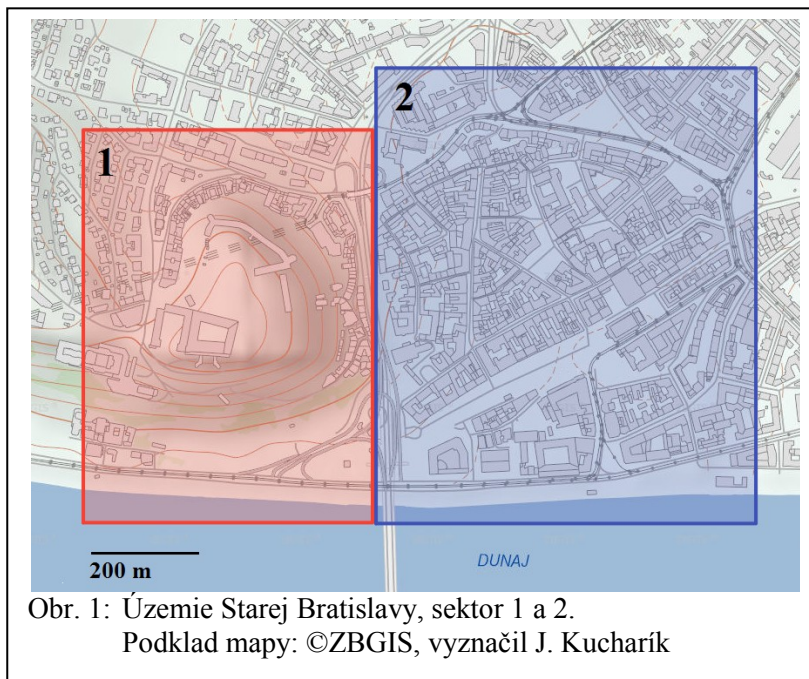 1
2
200 m
DUNAJ
Obr. 1: Územie Starej Bratislavy, sektor 1 a 2.
Podklad mapy: ©ZBGIS, vyznačil J. Kucharík